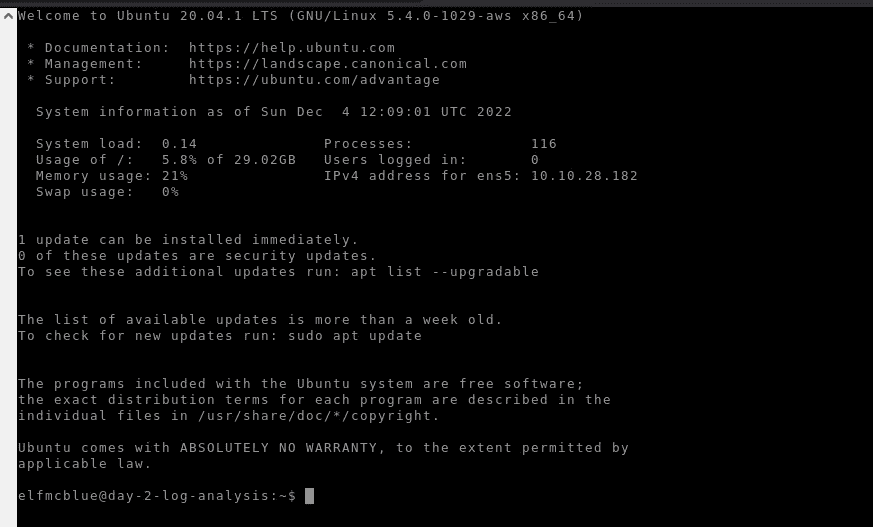 Welcome to Ubuntu 20.04.1 LTS (GNU/Linux 5.4.0-1029-aws x86_64)
* Documentation:  https://help.ubuntu.com
* Management:     https://landscape.canonical.com
* Support:        https://ubuntu.com/advantage
System information as of Sun Dec  4 12:09:01 UTC 2022
System load:  0.14              Processes:             116
Usage of /:   5.8% of 29.02GB   Users logged in:       0
Memory usage: 21%               IPv4 address for ens5: 10.10.28.182
Swap usage:   0%
1 update can be installed immediately.
0 of these updates are security updates.
To see these additional updates run: apt list --upgradable
The list of available updates is more than a week old.
To check for new updates run: sudo apt update
The programs included with the Ubuntu system are free software;
the exact distribution terms for each program are described in the
individual files in /usr/share/doc/*/copyright.
Ubuntu comes with ABSOLUTELY NO WARRANTY, to the extent permitted by
applicable law.
elfmcblue@day-2-log-analysis:~$